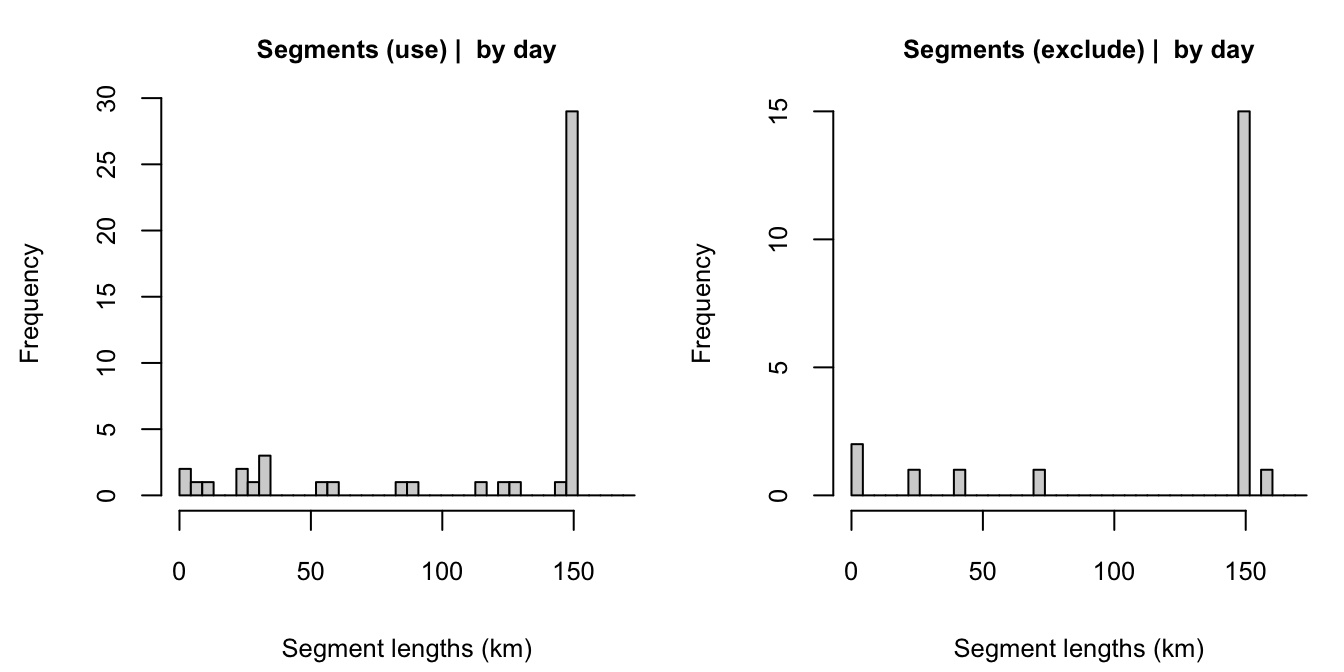 Segments (use) |  by day
Frequency
0
5
10
15
20
25
30
0 50 100 150
Segment lengths (km)
Segments (exclude) |  by day
Frequency
0
5
10
15
0 50 100 150
Segment lengths (km)